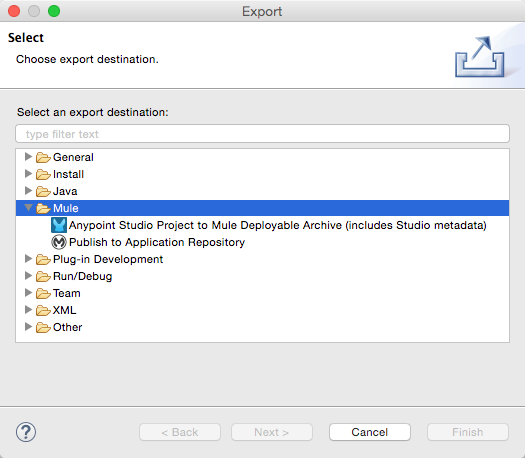 Export
Select
Choose export destination.
Select an export destination:
type filter text
General
Install
Java
Mule
Anypoint Studio Project to Mule Deployable Archive (includes Studio metadata)
Publish to Application Repository
Plug-in Development
Run/Debug
Team
XML
Other
? < Back Next > Cancel Finish